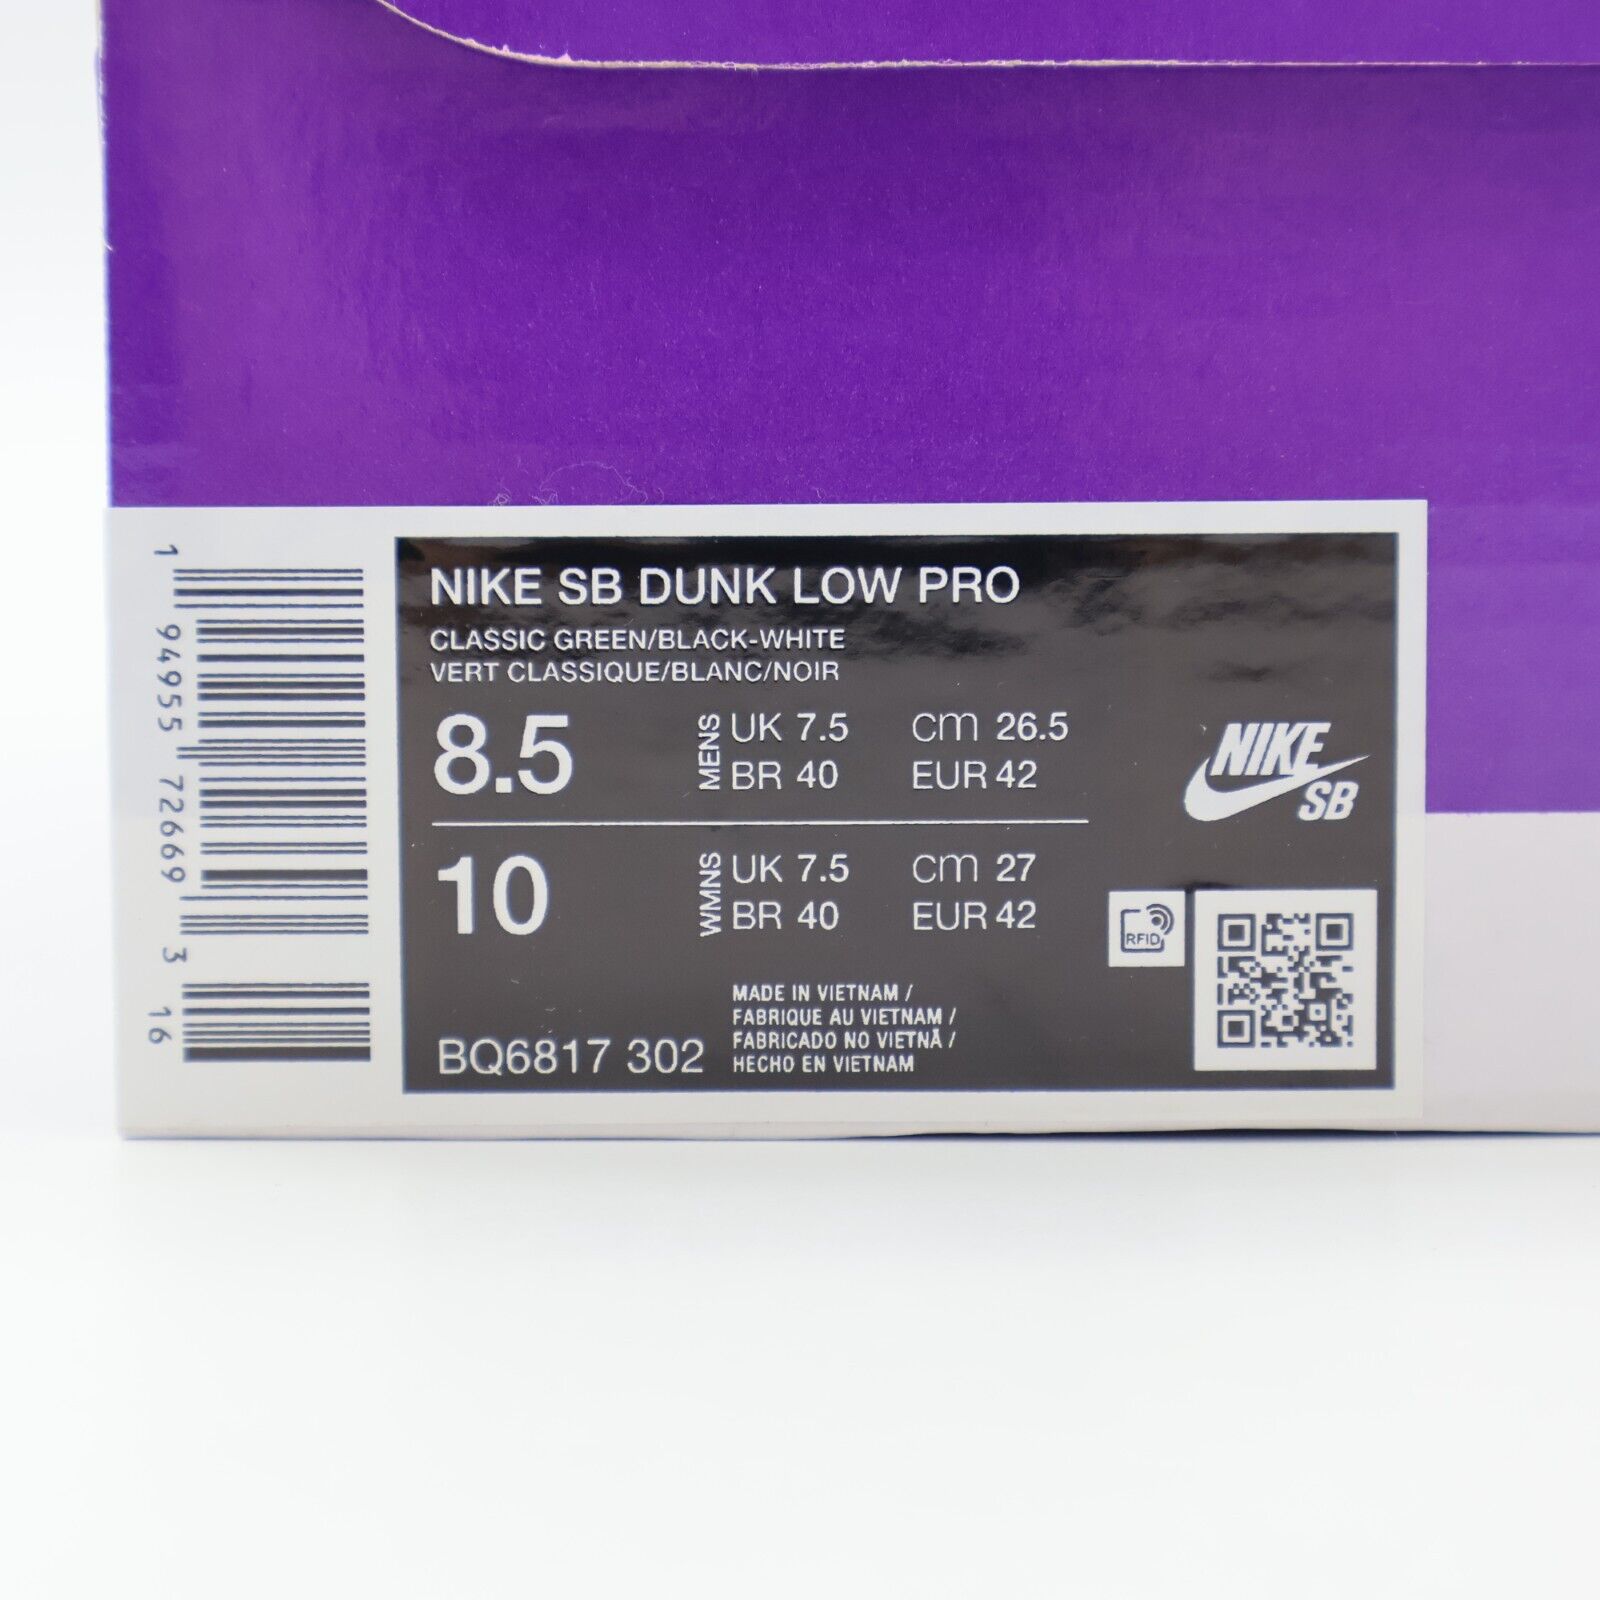 NIKE SB DUNK LOW PRO
CLASSIC GREEN/BLACK-WHITE
VERT CLASSIQUE/BLANC/NOIR
8.5
MENS
UK 7.5 cm 26.5
BR 40 EUR 42
10
WMNS
UK 7.5 cm 27
BR 40 EUR 42
NIKE
SB
RFID
MADE IN VIETNAM /
FABRIQUE AU VIETNAM /
FABRICADO NO VIETNÃ /
HECHO EN VIETNAM
BQ6817 302
1 94955 72669 3 16